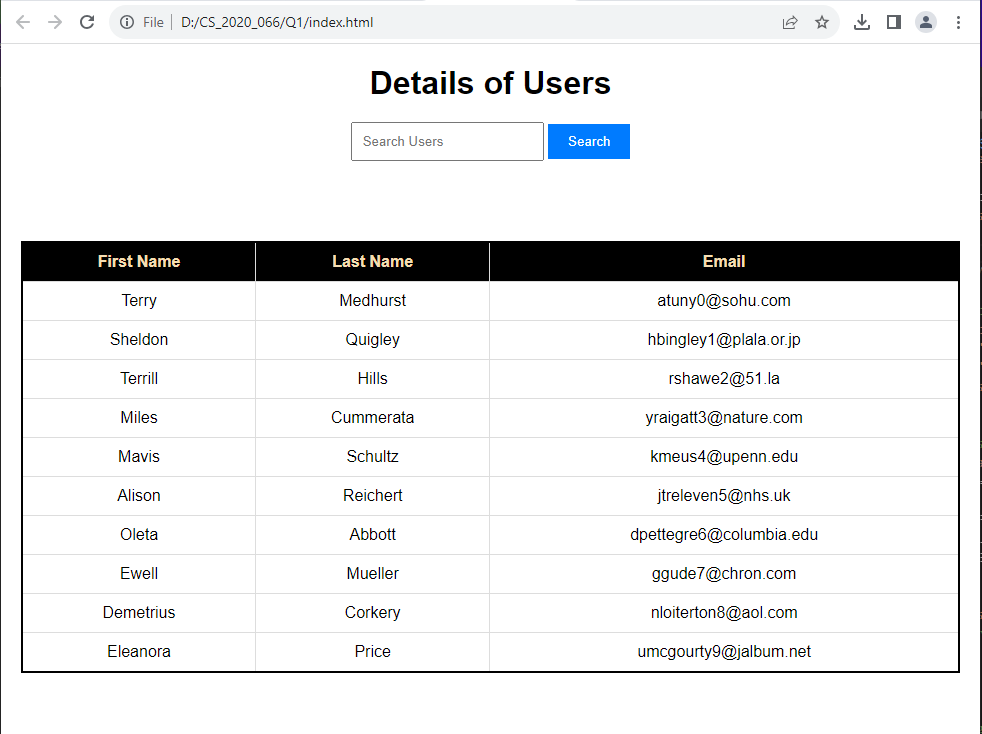 File D:/CS_2020_066/Q1/index.html
Details of Users
Search Users Search
First Name Last Name Email
Terry Medhurst atuny0@sohu.com
Sheldon Quigley hbingley1@plala.or.jp
Terrill Hills rshawe2@51.la
Miles Cummerata yraigatt3@nature.com
Mavis Schultz kmeus4@upenn.edu
Alison Reichert jtreleven5@nhs.uk
Oleta Abbott dpettegre6@columbia.edu
Ewell Mueller ggude7@chron.com
Demetrius Corkery nloiterton8@aol.com
Eleanora Price umcgourty9@jalbum.net